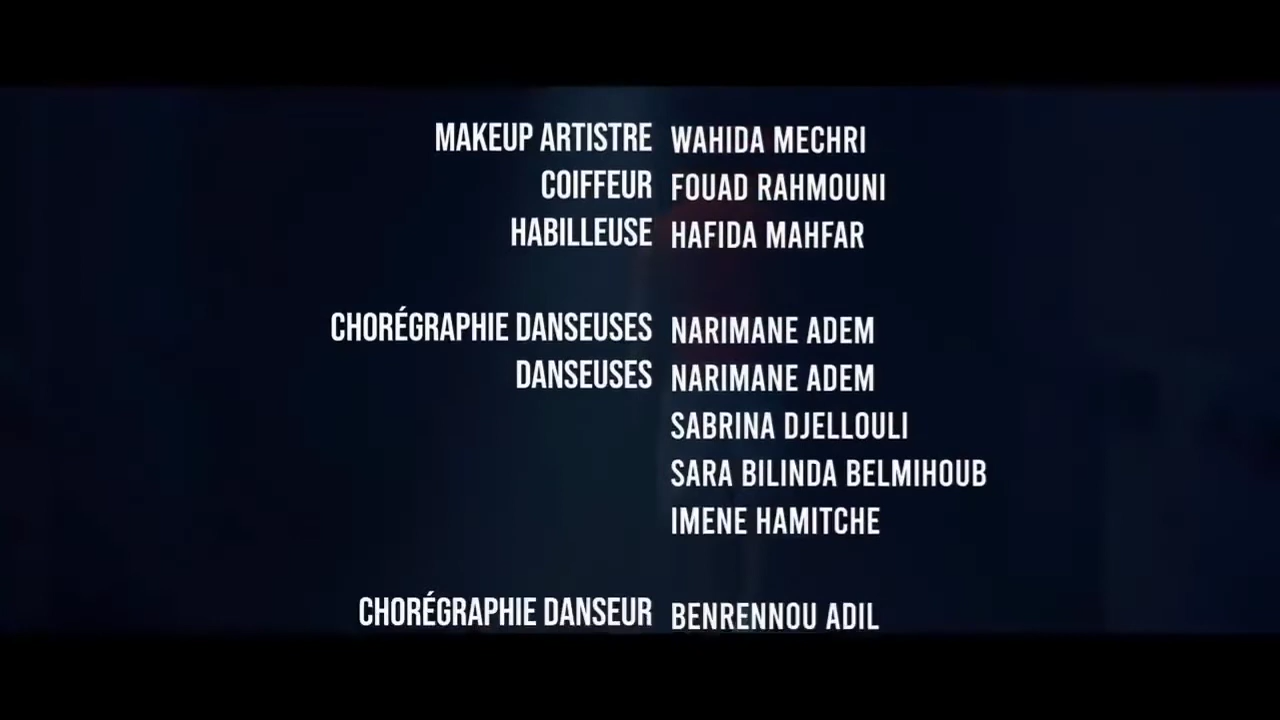 MAKEUP ARTISTRE WAHIDA MECHRI
COIFFEUR FOUAD RAHMOUNI
HABILLEUSE HAFIDA MAHFAR
CHORÉGRAPHIE DANSEUSES NARIMANE ADEM
DANSEUSES NARIMANE ADEM
SABRINA DJELLOULI
SARA BILINDA BELMIHOUB
IMENE HAMITCHE
CHORÉGRAPHIE DANSEUR BENRENNOU ADIL